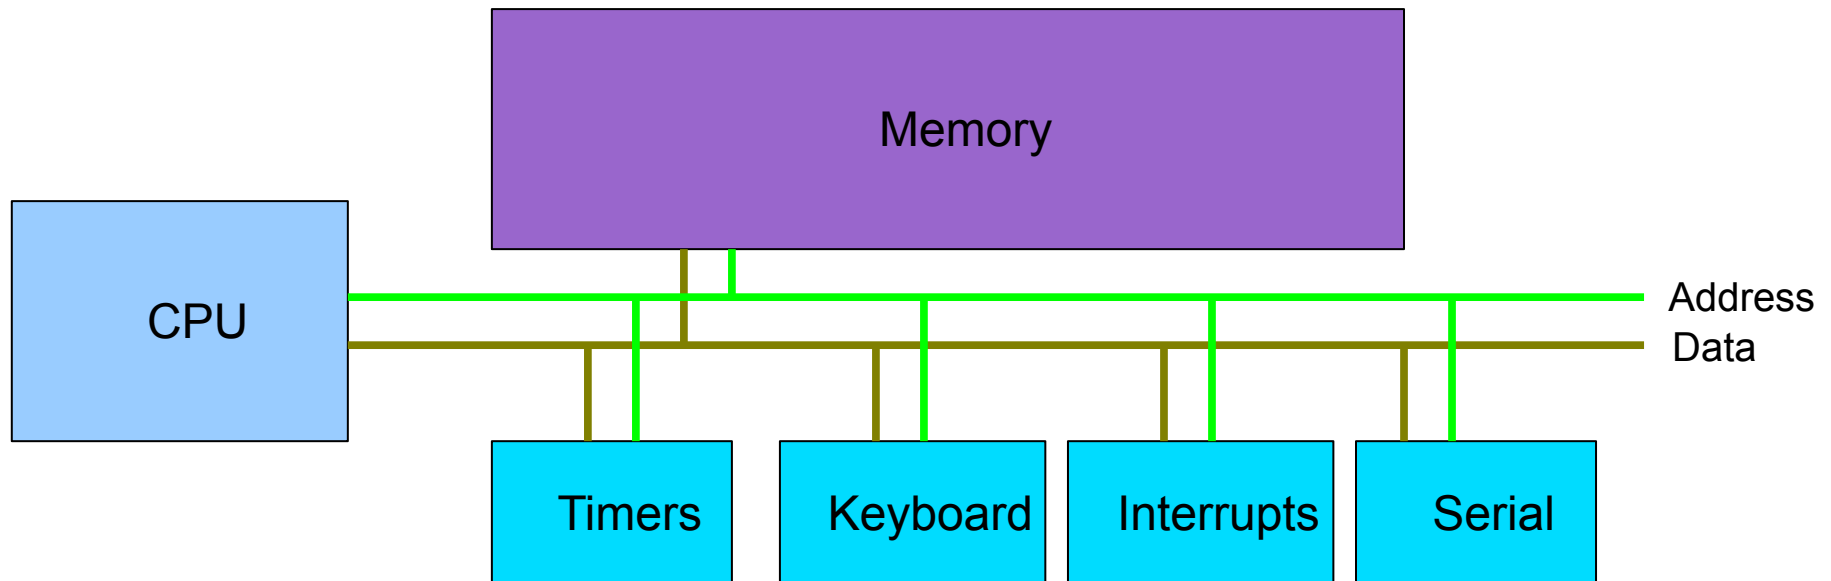 Memory
CPU
Address
Data
Timers
Keyboard
Interrupts
Serial